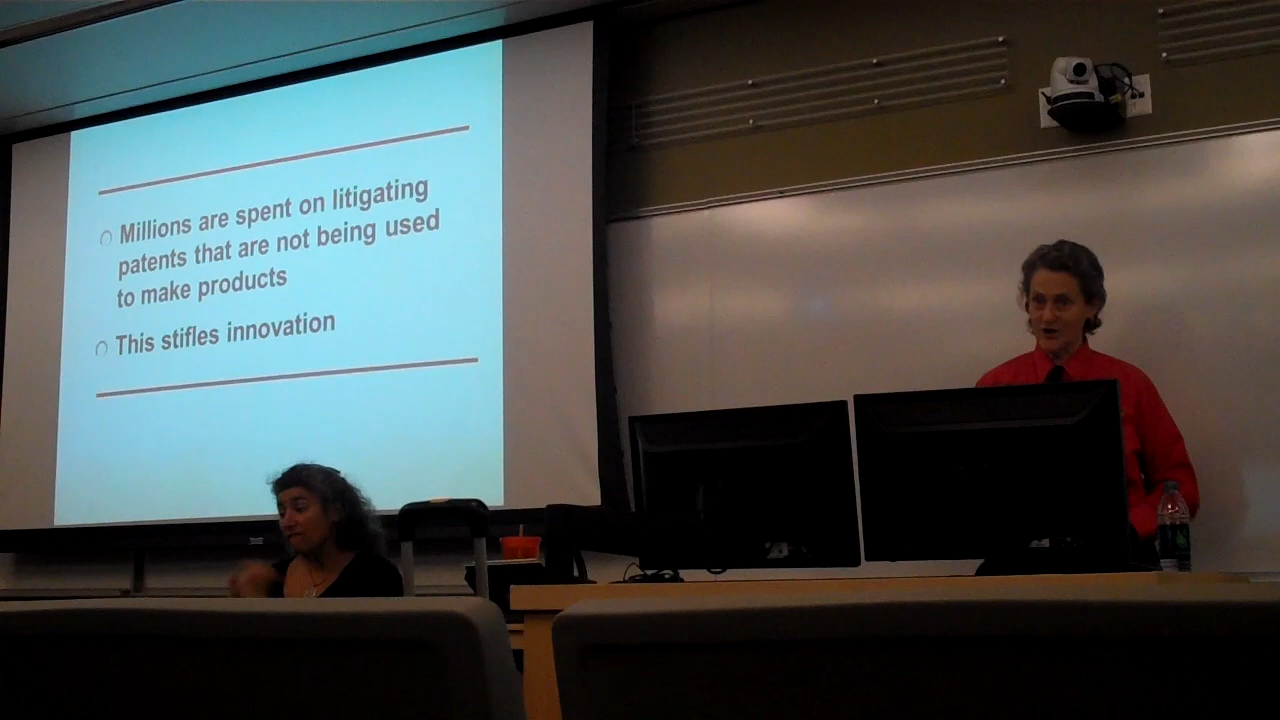 Millions are spent on litigating
patents that are not being used
to make products
This stifles innovation